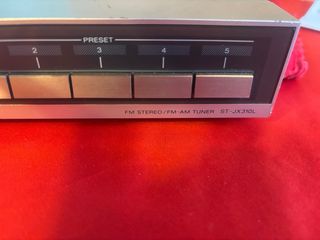 PRESET
2 3 4 5
FM STEREO/FM-AM TUNER ST-JX310L